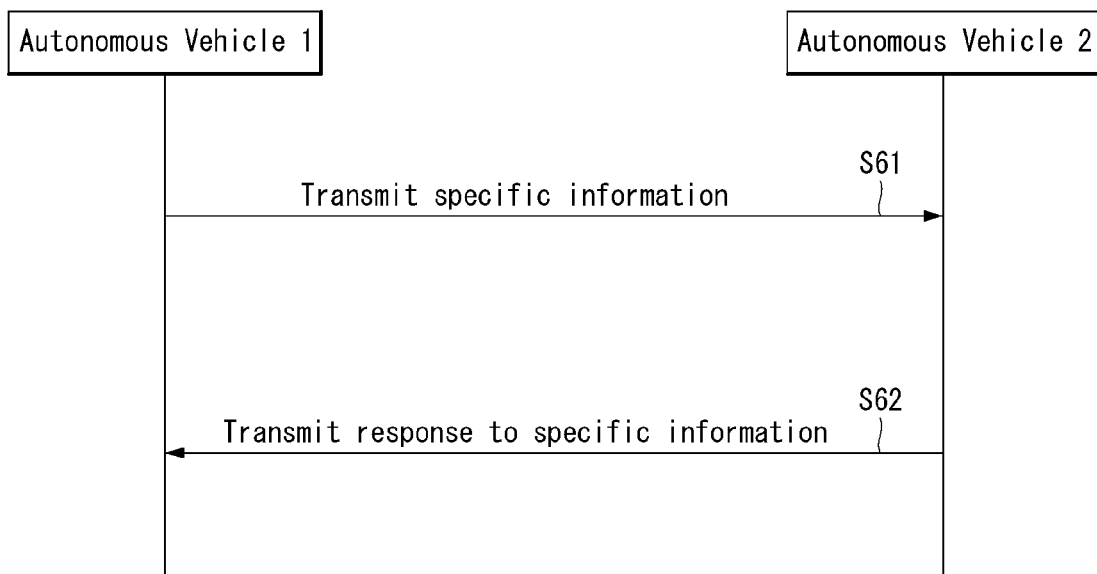 Autonomous Vehicle 1
Autonomous Vehicle 2
S61
Transmit specific information
S62
Transmit response to specific information